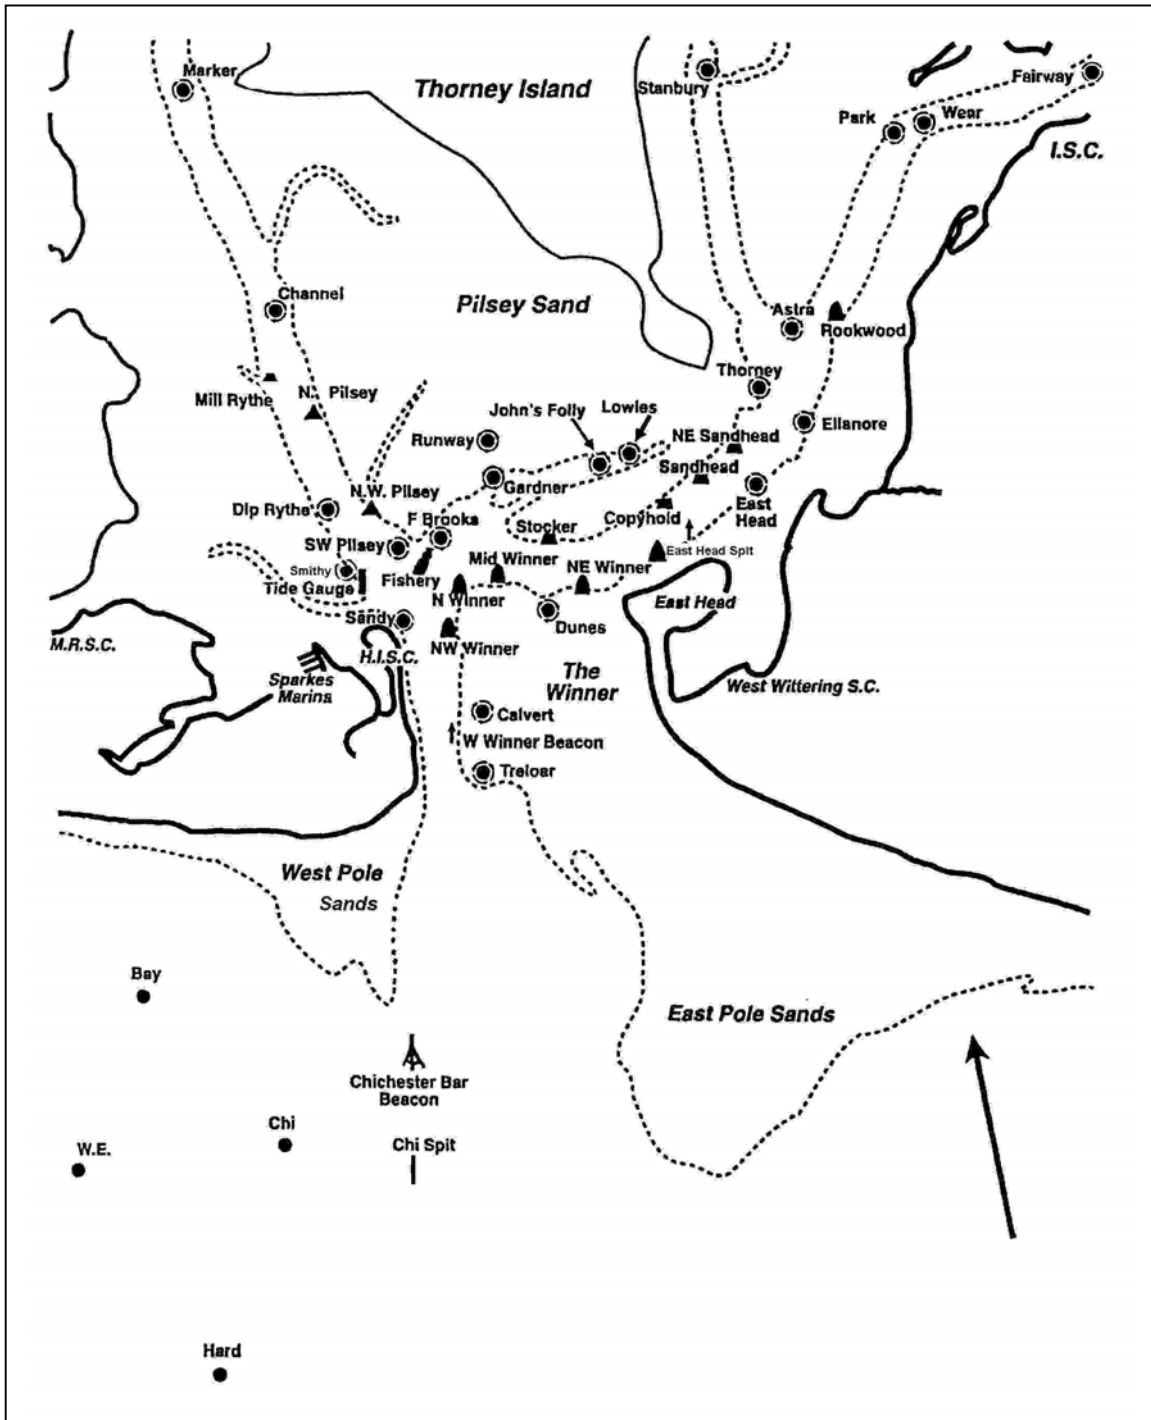 Marker
Thorney Island
Stanbury
Fairway
Park
Wear
I.S.C.
Channel
Pilsey Sand
Astra
Rookwood
Thorney
Mill Rythe
N. Pilsey
John's Folly
Lowles
Ellanore
Runway
NE Sandhead
Sandhead
Gardner
N.W. Pilsey
East
Head
Dip Rythe
F Brooks
Stocker
Copyhold
SW Pilsey
East Head Spit
Mid Winner
NE Winner
Smithy
Fishery
Tide Gauge
N Winner
East Head
Sandy
Dunes
M.R.S.C.
H.I.S.C.
NW Winner
The
Winner
Sparkes
Marina
West Wittering S.C.
Calvert
W Winner Beacon
Treloar
West Pole
Sands
Bay
East Pole Sands
Chichester Bar
Beacon
Chi
Chi Spit
W.E.
Hard